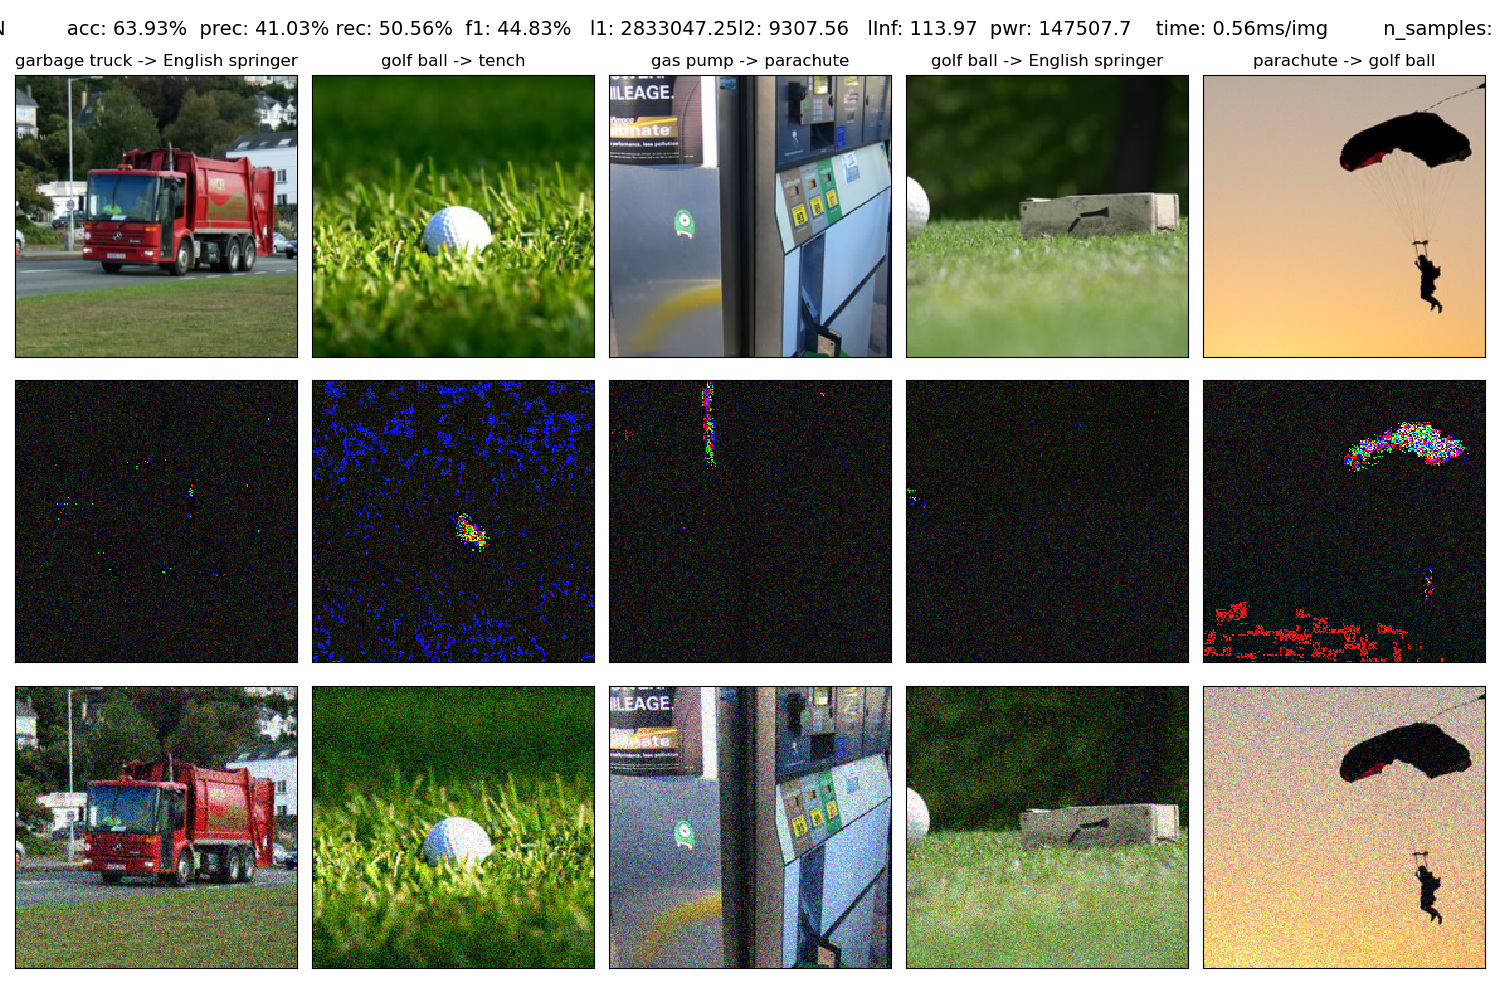 N acc: 63.93% prec: 41.03% rec: 50.56% f1: 44.83% l1: 2833047.25l2: 9307.56 lInf: 113.97 pwr: 147507.7 time: 0.56ms/img n_samples:
garbage truck -> English springer
golf ball -> tench
gas pump -> parachute
golf ball -> English springer
parachute -> golf ball
ILEAGE.
ILEAGE.